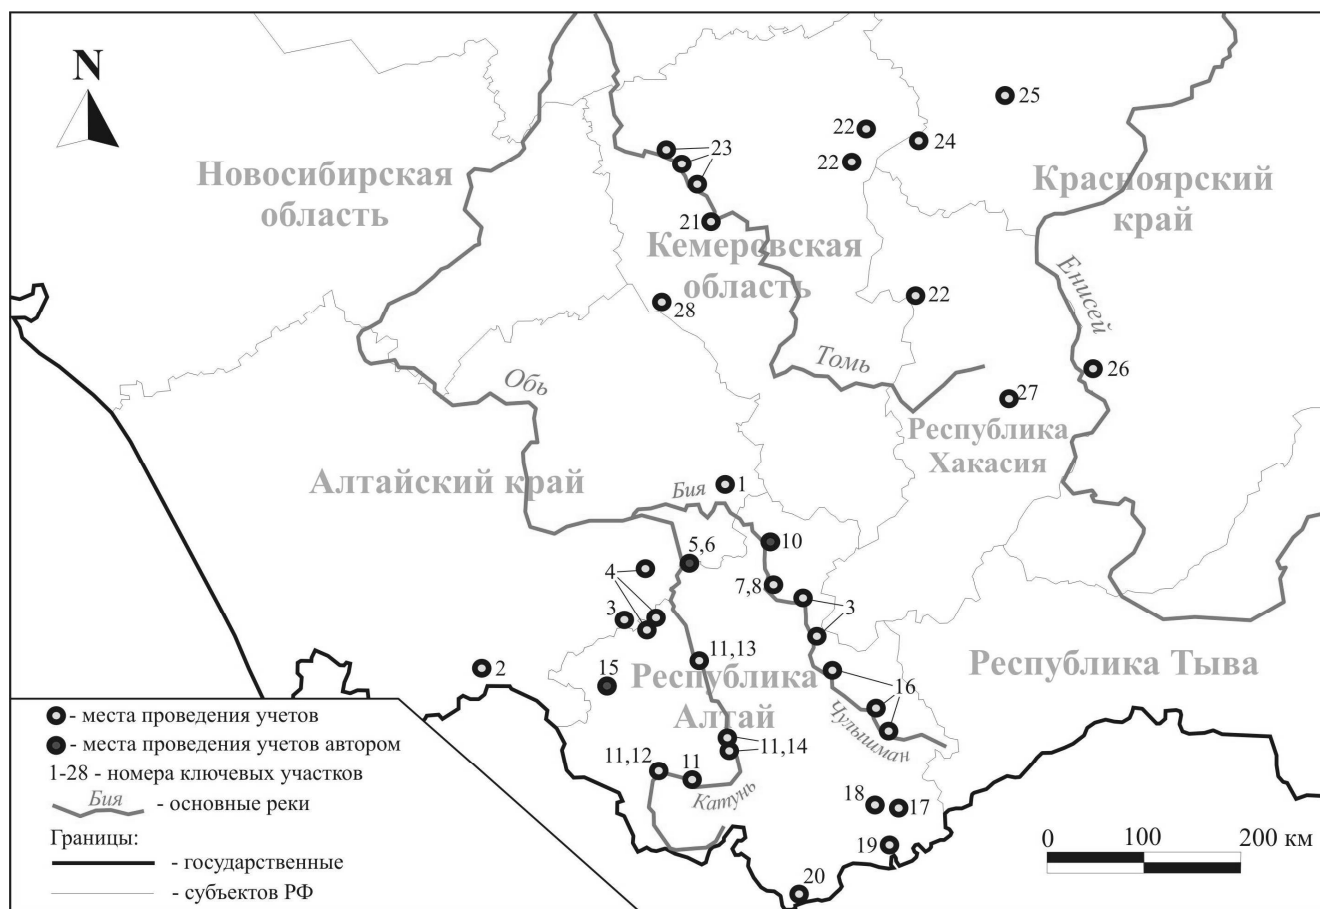 N
25
22
24
23
22
Новосибирская
область
Красноярский
край
21
Кемеровская
область
Енисей
22
28
Томь
26
Обь
27
Республика
Хакасия
Алтайский край
Бия
1
10
5,6
4
7,8
3
3
11,13
Республика Тыва
2
15
Республика
Алтай
16
Чулышман
11,14
11,12
11
Катунь
18
17
19
20
- места проведения учетов
- места проведения учетов автором
1-28 - номера ключевых участков
Бия - основные реки
Границы:
- государственные
- субъектов РФ
0 100 200 км